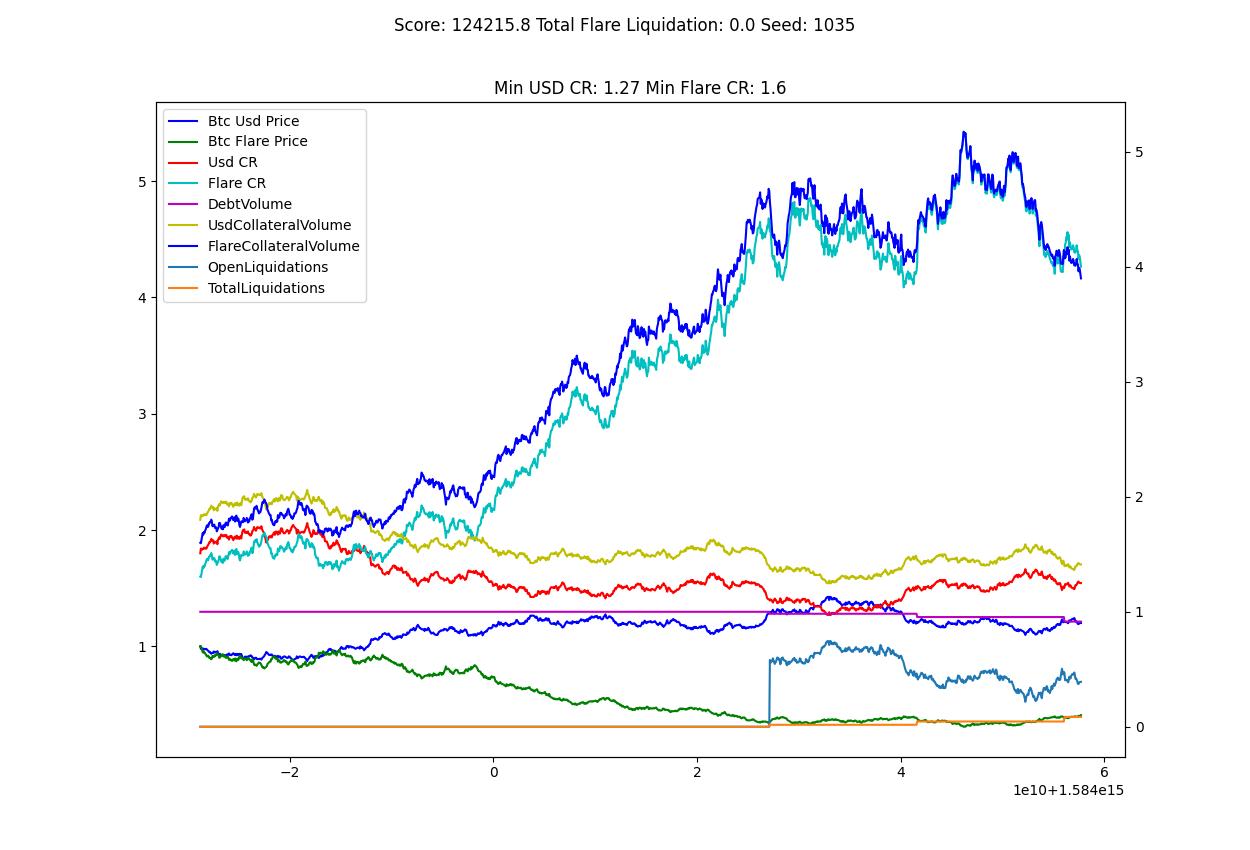 Score: 124215.8 Total Flare Liquidation: 0.0 Seed: 1035
Min USD CR: 1.27 Min Flare CR: 1.6
Btc Usd Price
Btc Flare Price
Usd CR
Flare CR
DebtVolume
UsdCollateralVolume
FlareCollateralVolume
OpenLiquidations
TotalLiquidations
5
4
3
2
1
5
4
3
2
1
0
−2
0
2
4
6
1e10+1.584e15